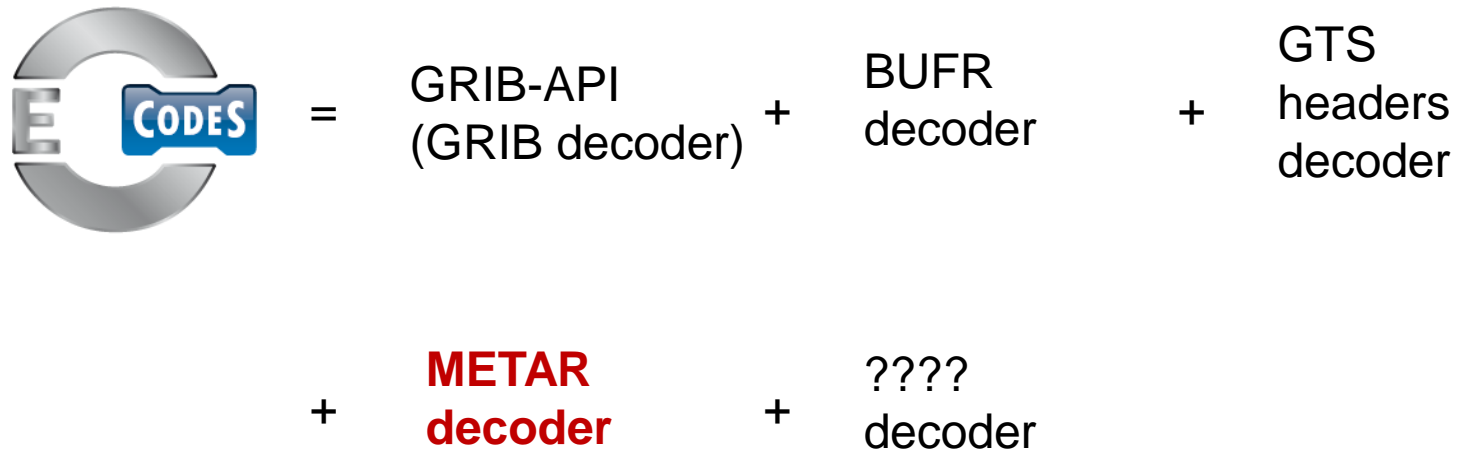 E CODES
=
GRIB-API
(GRIB decoder)
+
BUFR
decoder
+
GTS
headers
decoder
+
METAR
decoder
+
????
decoder